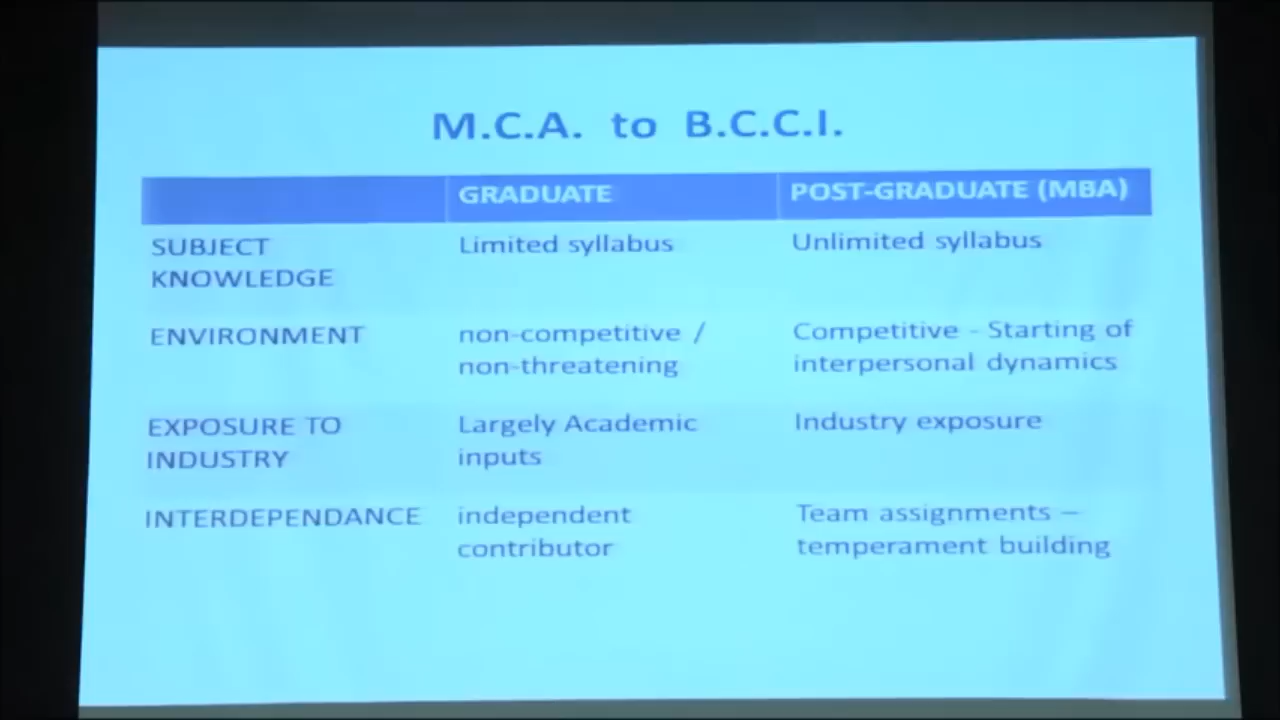 M.C.A. to B.C.C.I.
GRADUATE POST-GRADUATE (MBA)
SUBJECT KNOWLEDGE Limited syllabus Unlimited syllabus
ENVIRONMENT non-competitive / non-threatening Competitive - Starting of interpersonal dynamics
EXPOSURE TO INDUSTRY Largely Academic inputs Industry exposure
INTERDEPENDANCE independent contributor Team assignments – temperament building